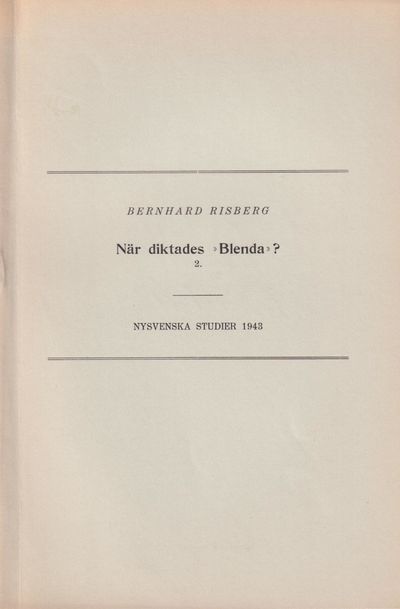 BERNHARD RISBERG
När diktades »Blenda»?
2.
NYSVENSKA STUDIER 1943